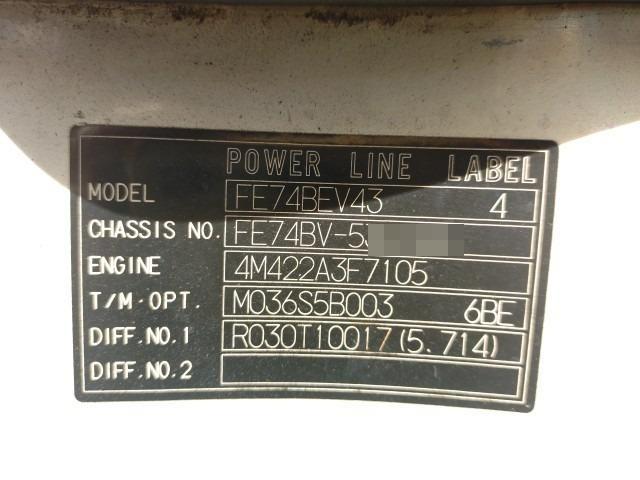 POWER LINE LABEL
MODEL FE74BEV43 4
CHASSIS NO. FE74BV-5
ENGINE 4M422A3F7105
T/M·OPT. M036S5B003 6BE
DIFF.NO.1 R030T10017(5.714)
DIFF.NO.2